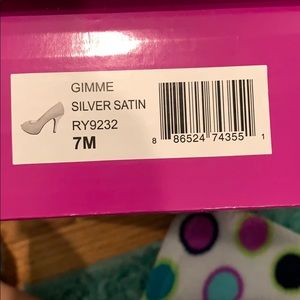 GIMME
SILVER SATIN
RY9232
7M
8 86524 74355 1